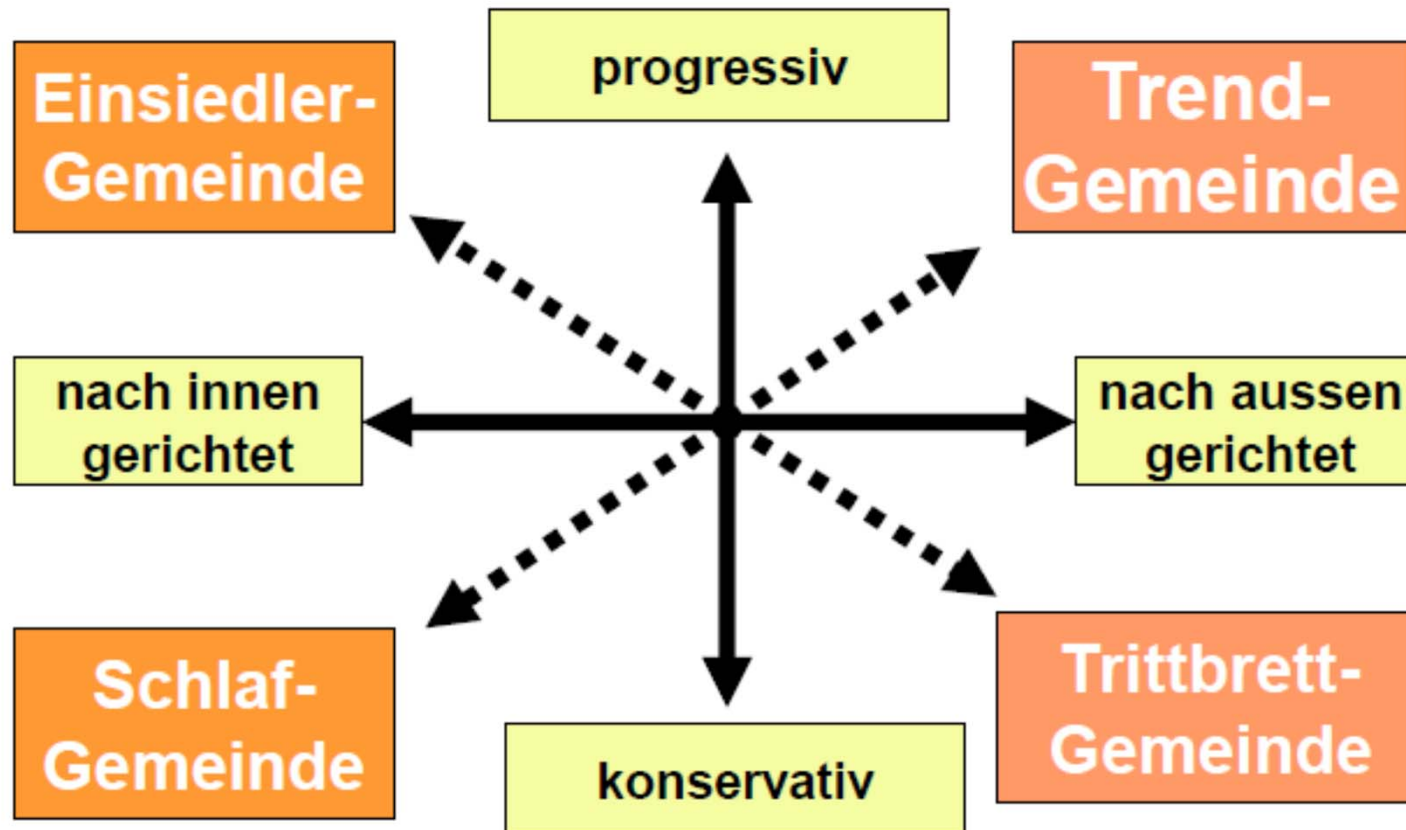 progressiv
Einsiedler-
Gemeinde
Trend-
Gemeinde
nach innen
gerichtet
nach aussen
gerichtet
Schlaf-
Gemeinde
Trittbrett-
Gemeinde
konservativ